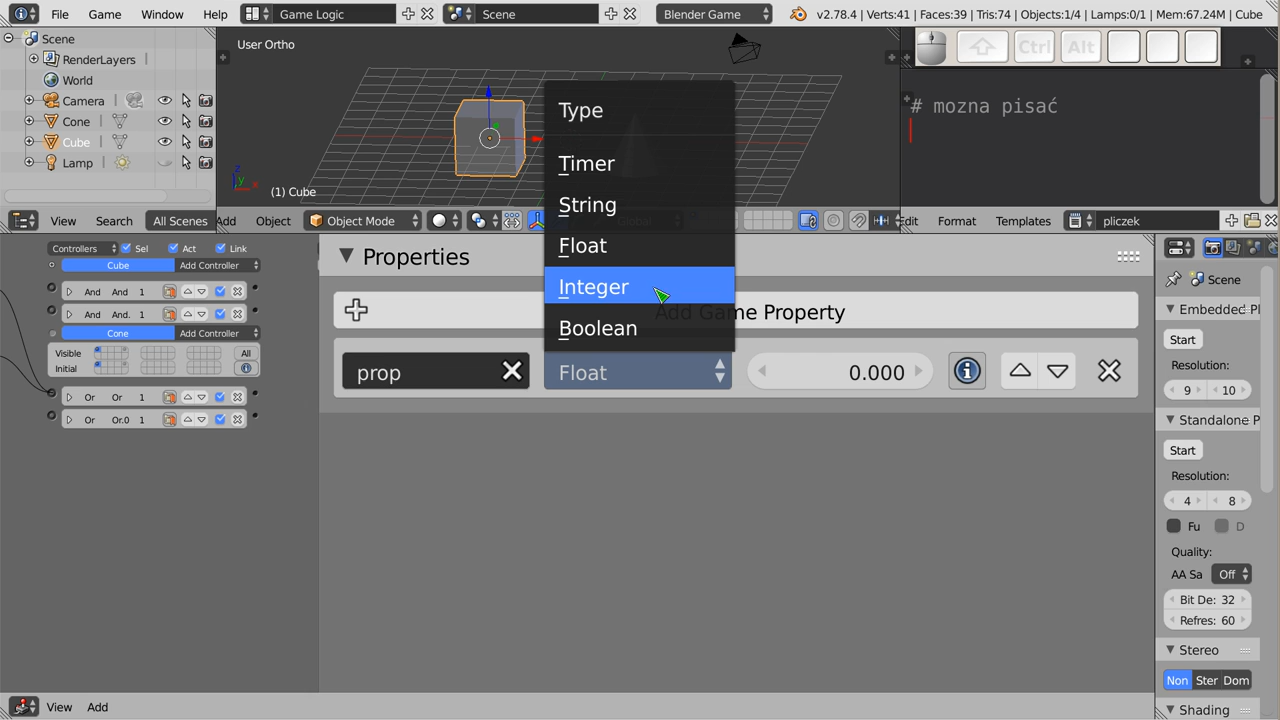 File Game Window Help Game Logic Scene Blender Game v2.78.4 | Verts:41 | Faces:39 | Tris:74 | Objects:1/4 | Lamps:0/1 | Mem:67.24M | Cube
Scene
RenderLayers
World
Camera
Cone
Cube
Lamp
View Search All Scenes
User Ortho
(1) Cube
Add Object Object Mode Global
Ctrl Alt
# mozna pisać
Edit Format Templates pliczek
Controllers Sel Act Link
Cube Add Controller
And And 1
And And. 1
Cone Add Controller
Visible All
Initial
Or Or 1
Or Or.0 1
Properties
Add Game Property
prop Float 0.000
Type
Timer
String
Float
Integer
Boolean
Scene
Embedded Pl
Start
Resolution:
9 10
Standalone P
Start
Resolution:
4 8
Fu D
Quality:
AA Sa Off
Bit De: 32
Refres: 60
Stereo
Non Ster Dom
Shading
View Add